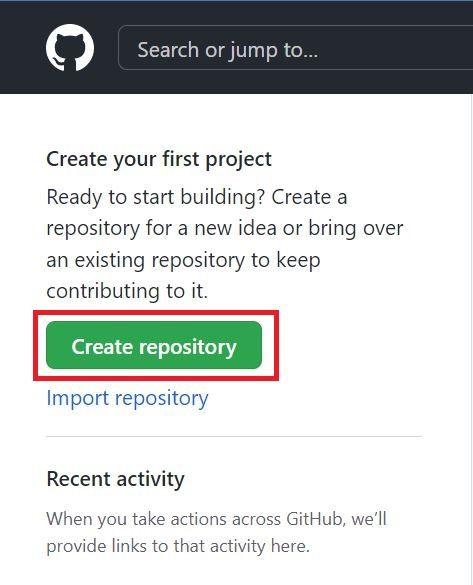 Search or jump to...
Create your first project
Ready to start building? Create a
repository for a new idea or bring over
an existing repository to keep
contributing to it.
Create repository
Import repository
Recent activity
When you take actions across GitHub, we’ll
provide links to that activity here.